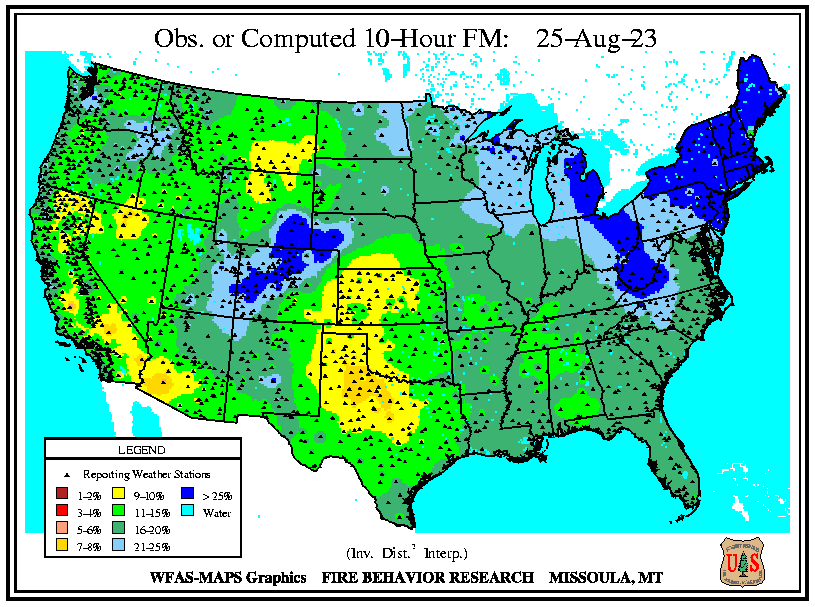 Obs. or Computed 10-Hour FM: 25-Aug-23
LEGEND
Reporting Weather Stations
1-2% 9-10% > 25%
3-4% 11-15% Water
5-6% 16-20%
7-8% 21-25%
(Inv. Dist.² Interp.)
WFAS-MAPS Graphics FIRE BEHAVIOR RESEARCH MISSOULA, MT
U S